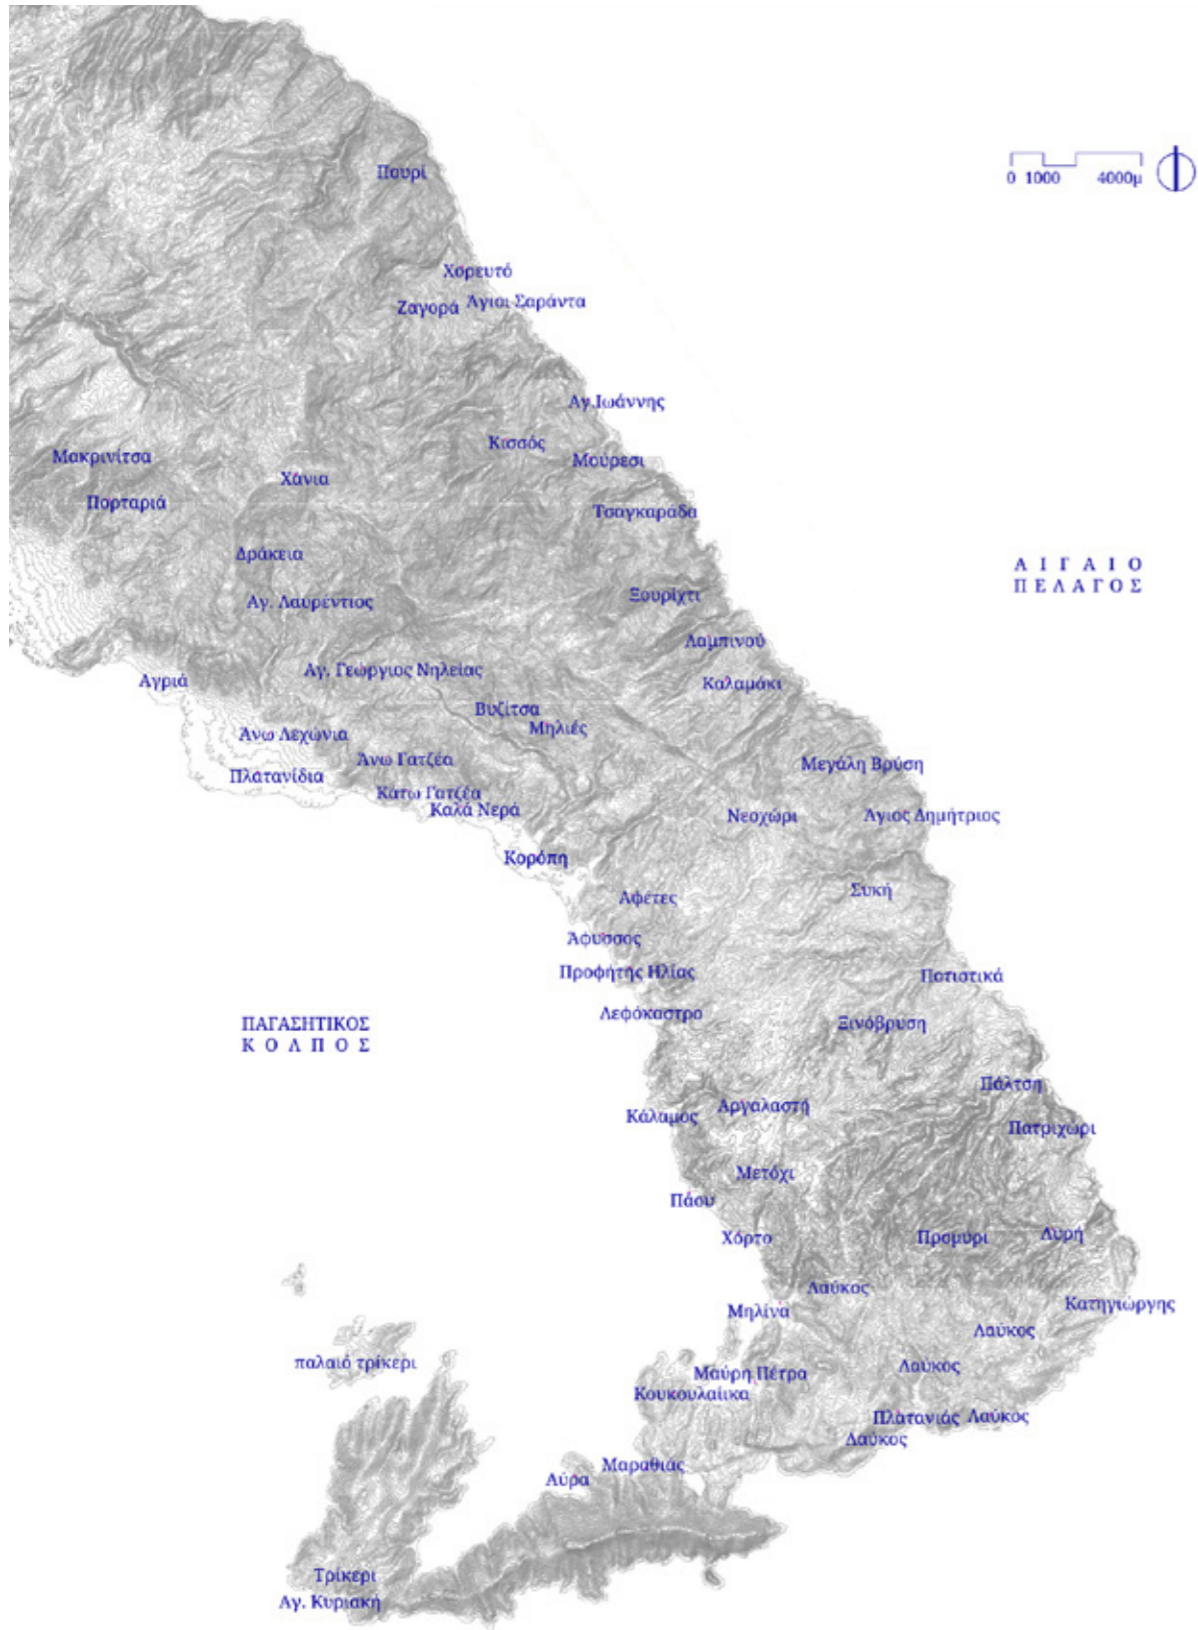 Πουρί
0 1000 4000μ
Χορευτό
Ζαγορά
Άγιοι Σαράντα
Αγ.Ιωάννης
Κισσός
Μούρεσι
Μακρινίτσα
Χάνια
Πορταριά
Τσαγκαράδα
Δράκεια
ΑΙΓΑΙΟ
ΠΕΛΑΓΟΣ
Αγ. Λαυρέντιος
Ξουρίχτι
Λαμπινού
Αγ. Γεώργιος Νηλείας
Αγριά
Καλαμάκι
Βυζίτσα
Μηλιές
Άνω Λεχώνια
Άνω Γατζέα
Μεγάλη Βρύση
Πλατανίδια
Κάτω Γατζέα
Καλά Νερά
Νεοχώρι
Άγιος Δημήτριος
Κορόπη
Συκή
Αφέτες
Άφυσσος
Προφήτης Ηλίας
Ποτιστικά
Λεφόκαστρο
ΠΑΓΑΣΗΤΙΚΟΣ
ΚΟΛΠΟΣ
Ξινόβρυση
Πάλτση
Αργαλαστή
Κάλαμος
Πατριχώρι
Μετόχι
Πάου
Χόρτο
Προμύρι
Λυρή
Λαύκος
Μηλίνα
Κατηγιώργης
Λαύκος
παλαιό τρίκερι
Λαύκος
Μαύρη Πέτρα
Κουκουλαίικα
Πλατανιάς
Λαύκος
Λαύκος
Μαραθιάς
Αύρα
Τρίκερι
Αγ. Κυριακή